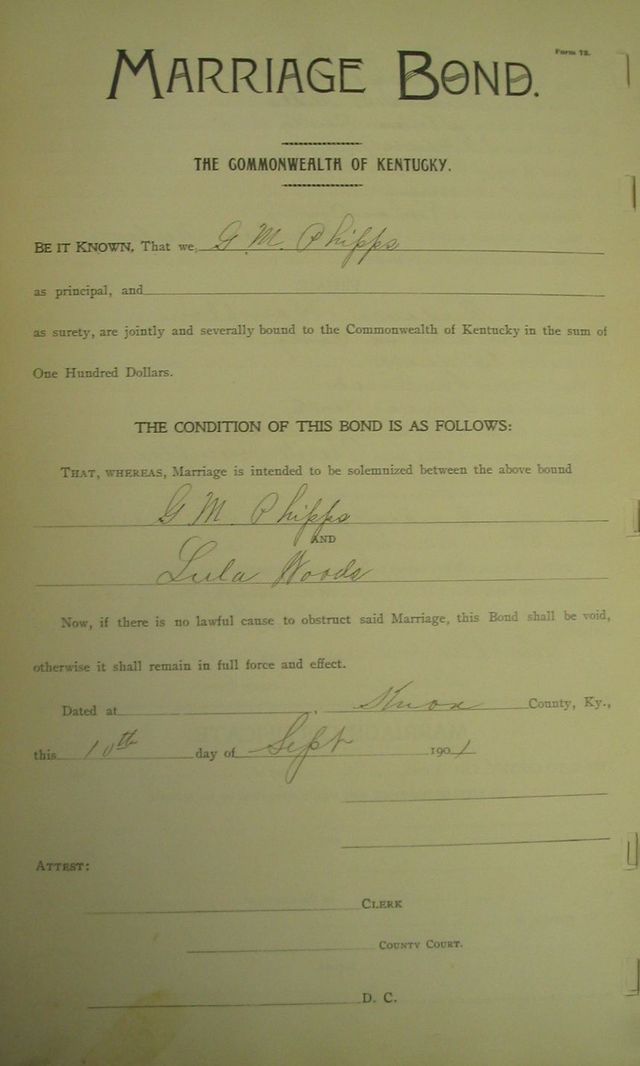 Form 12.
MARRIAGE BOND.
THE COMMONWEALTH OF KENTUCKY.
BE IT KNOWN, That we, G. M. Phipps
as principal, and
as surety, are jointly and severally bound to the Commonwealth of Kentucky in the sum of
One Hundred Dollars.
THE CONDITION OF THIS BOND IS AS FOLLOWS:
THAT, WHEREAS, Marriage is intended to be solemnized between the above bound
G M. Phipps
AND
Lula Woods
Now, if there is no lawful cause to obstruct said Marriage, this Bond shall be void,
otherwise it shall remain in full force and effect.
Dated at , Knox County, Ky.,
this 10th day of Sept 1901
ATTEST:
CLERK
COUNTY COURT.
D. C.